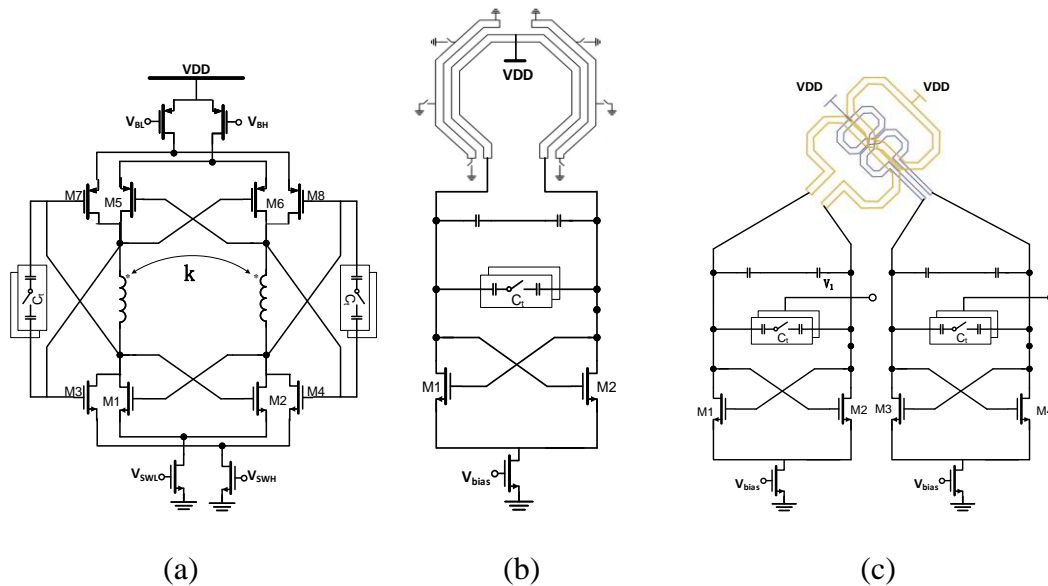 VDD
V_BL
V_BH
M7
M5
M6
M8
k
*
*
C_t
C_t
M3
M1
M2
M4
V_SWL
V_SWH
(a)
VDD
C_t
M1
M2
V_bias
(b)
VDD
VDD
V_1
C_t
C_t
M1
M2
M3
M4
V_bias
V_bias
(c)